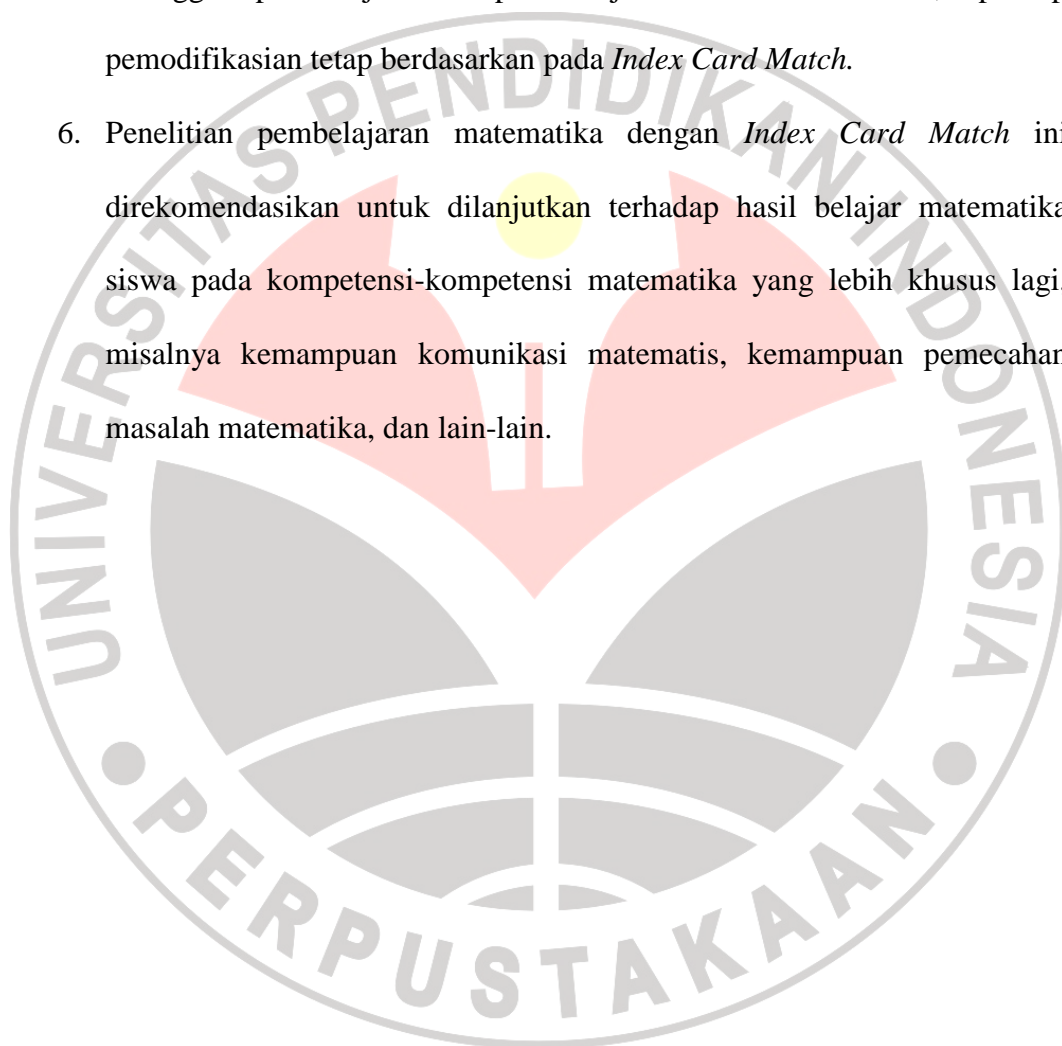 pemodifikasian tetap berdasarkan pada Index Card Match.
6. Penelitian pembelajaran matematika dengan Index Card Match ini
direkomendasikan untuk dilanjutkan terhadap hasil belajar matematika
siswa pada kompetensi-kompetensi matematika yang lebih khusus lagi.
misalnya kemampuan komunikasi matematis, kemampuan pemecahan
masalah matematika, dan lain-lain.
UNIVERSITAS PENDIDIKAN INDONESIA
PERPUSTAKAAN